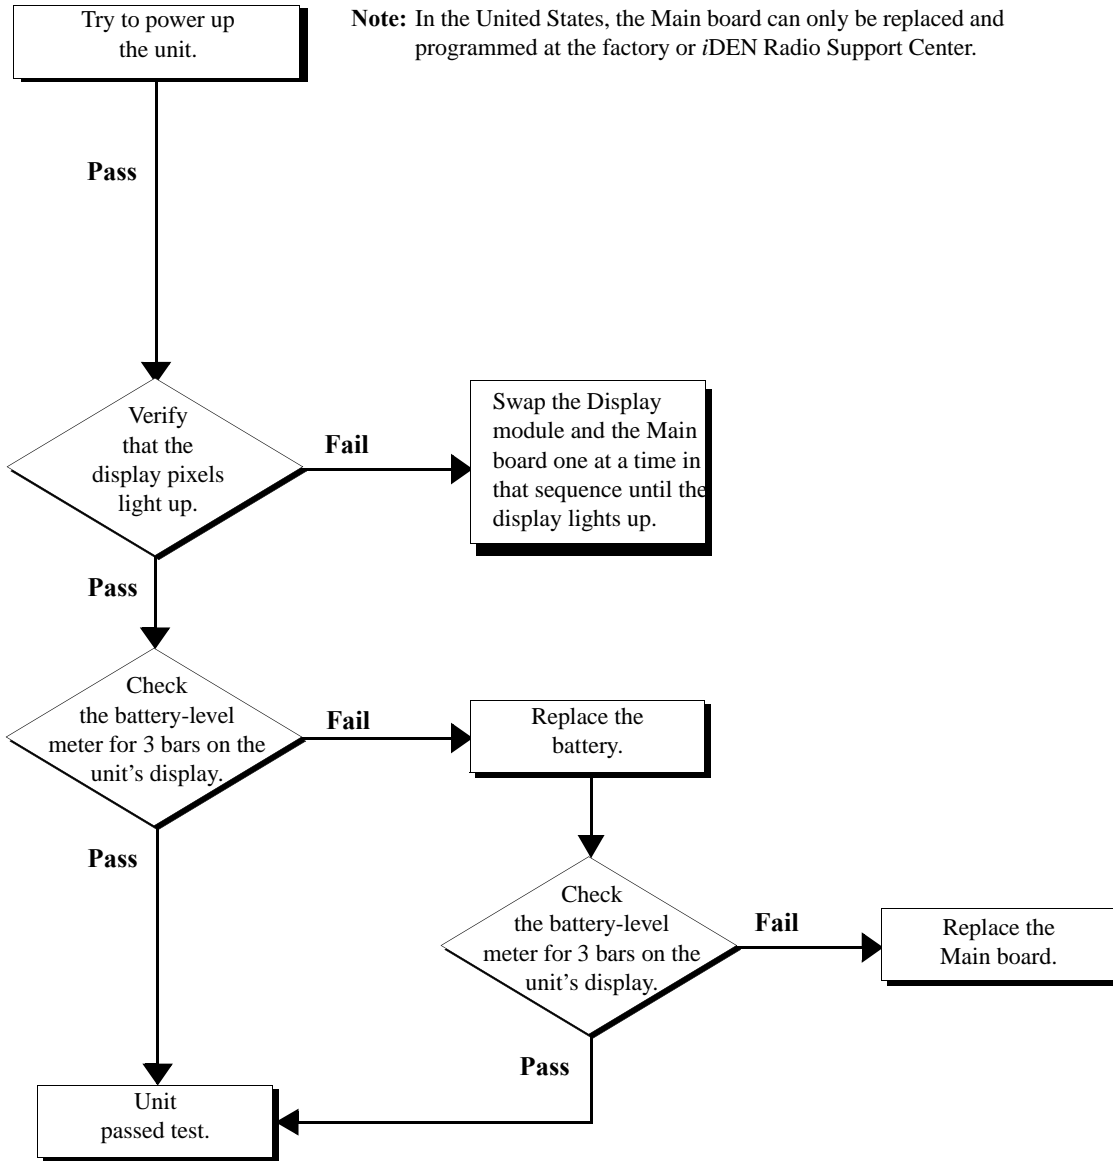 Try to power up
the unit.
Note: In the United States, the Main board can only be replaced and
programmed at the factory or iDEN Radio Support Center.
Pass
Verify
that the
display pixels
light up.
Fail
Swap the Display
module and the Main
board one at a time in
that sequence until the
display lights up.
Pass
Check
the battery-level
meter for 3 bars on the
unit's display.
Fail
Replace the
battery.
Pass
Check
the battery-level
meter for 3 bars on the
unit's display.
Fail
Replace the
Main board.
Pass
Unit
passed test.